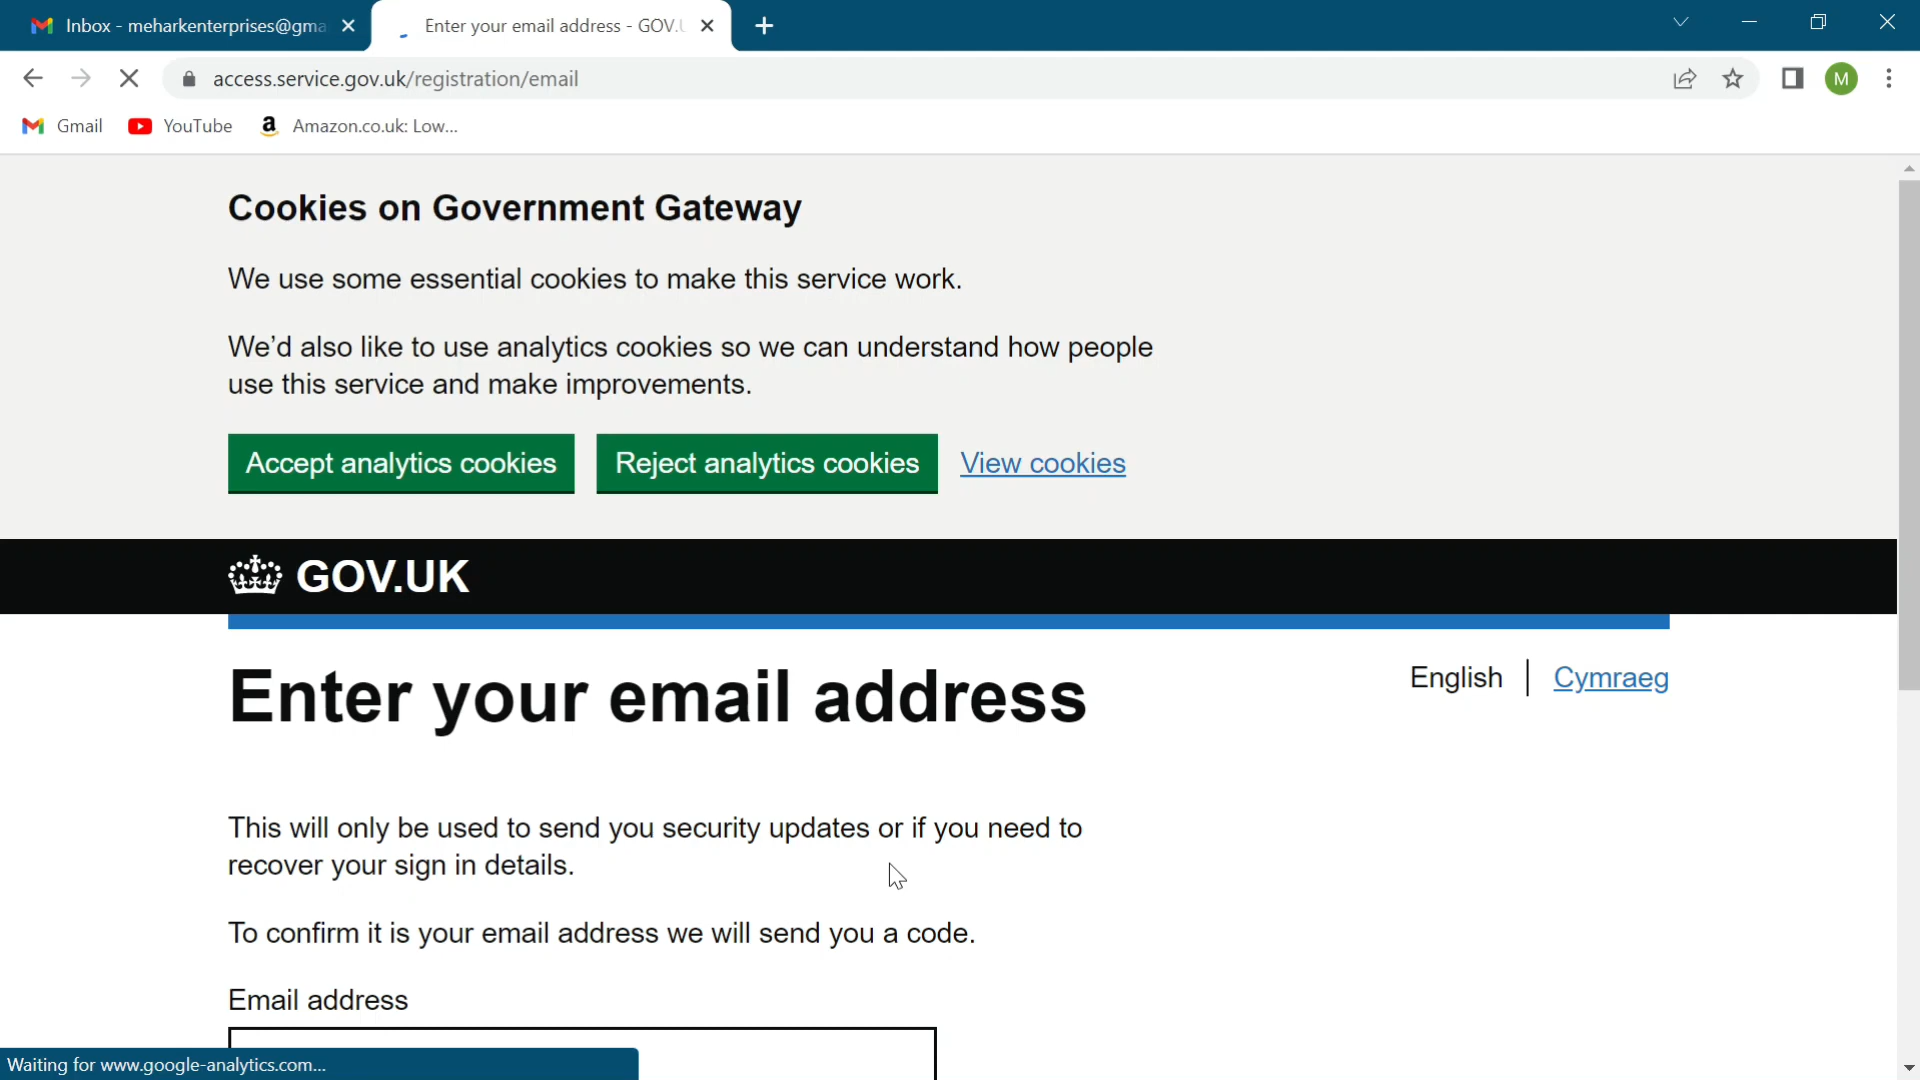 Inbox - meharkenterprises@gma
Enter your email address - GOV.U
access.service.gov.uk/registration/email
M
Gmail
YouTube
a Amazon.co.uk: Low...
Cookies on Government Gateway
We use some essential cookies to make this service work.
We'd also like to use analytics cookies so we can understand how people
use this service and make improvements.
Accept analytics cookies
Reject analytics cookies
View cookies
GOV.UK
Enter your email address
English | Cymraeg
This will only be used to send you security updates or if you need to
recover your sign in details.
To confirm it is your email address we will send you a code.
Email address
Waiting for www.google-analytics.com...